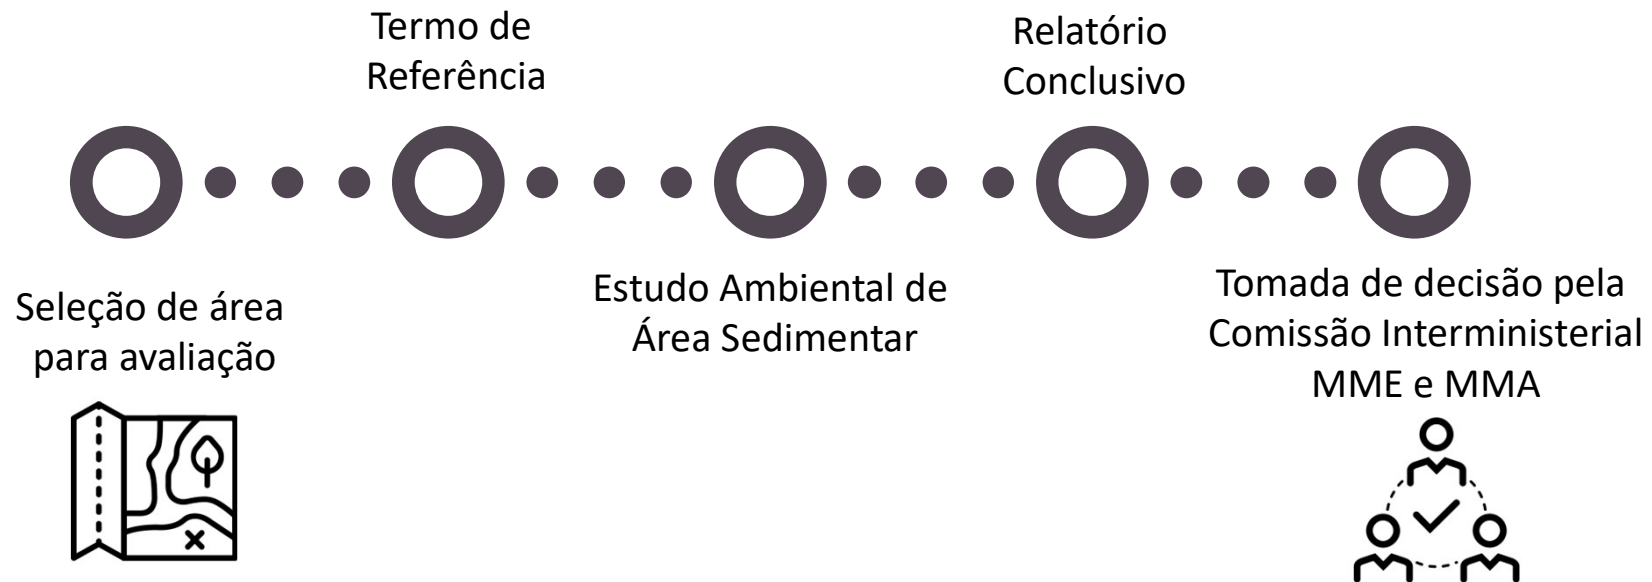 Seleção de área
para avaliação
Termo de
Referência
Estudo Ambiental de
Área Sedimentar
Relatório
Conclusivo
Tomada de decisão pela
Comissão Interministerial
MME e MMA